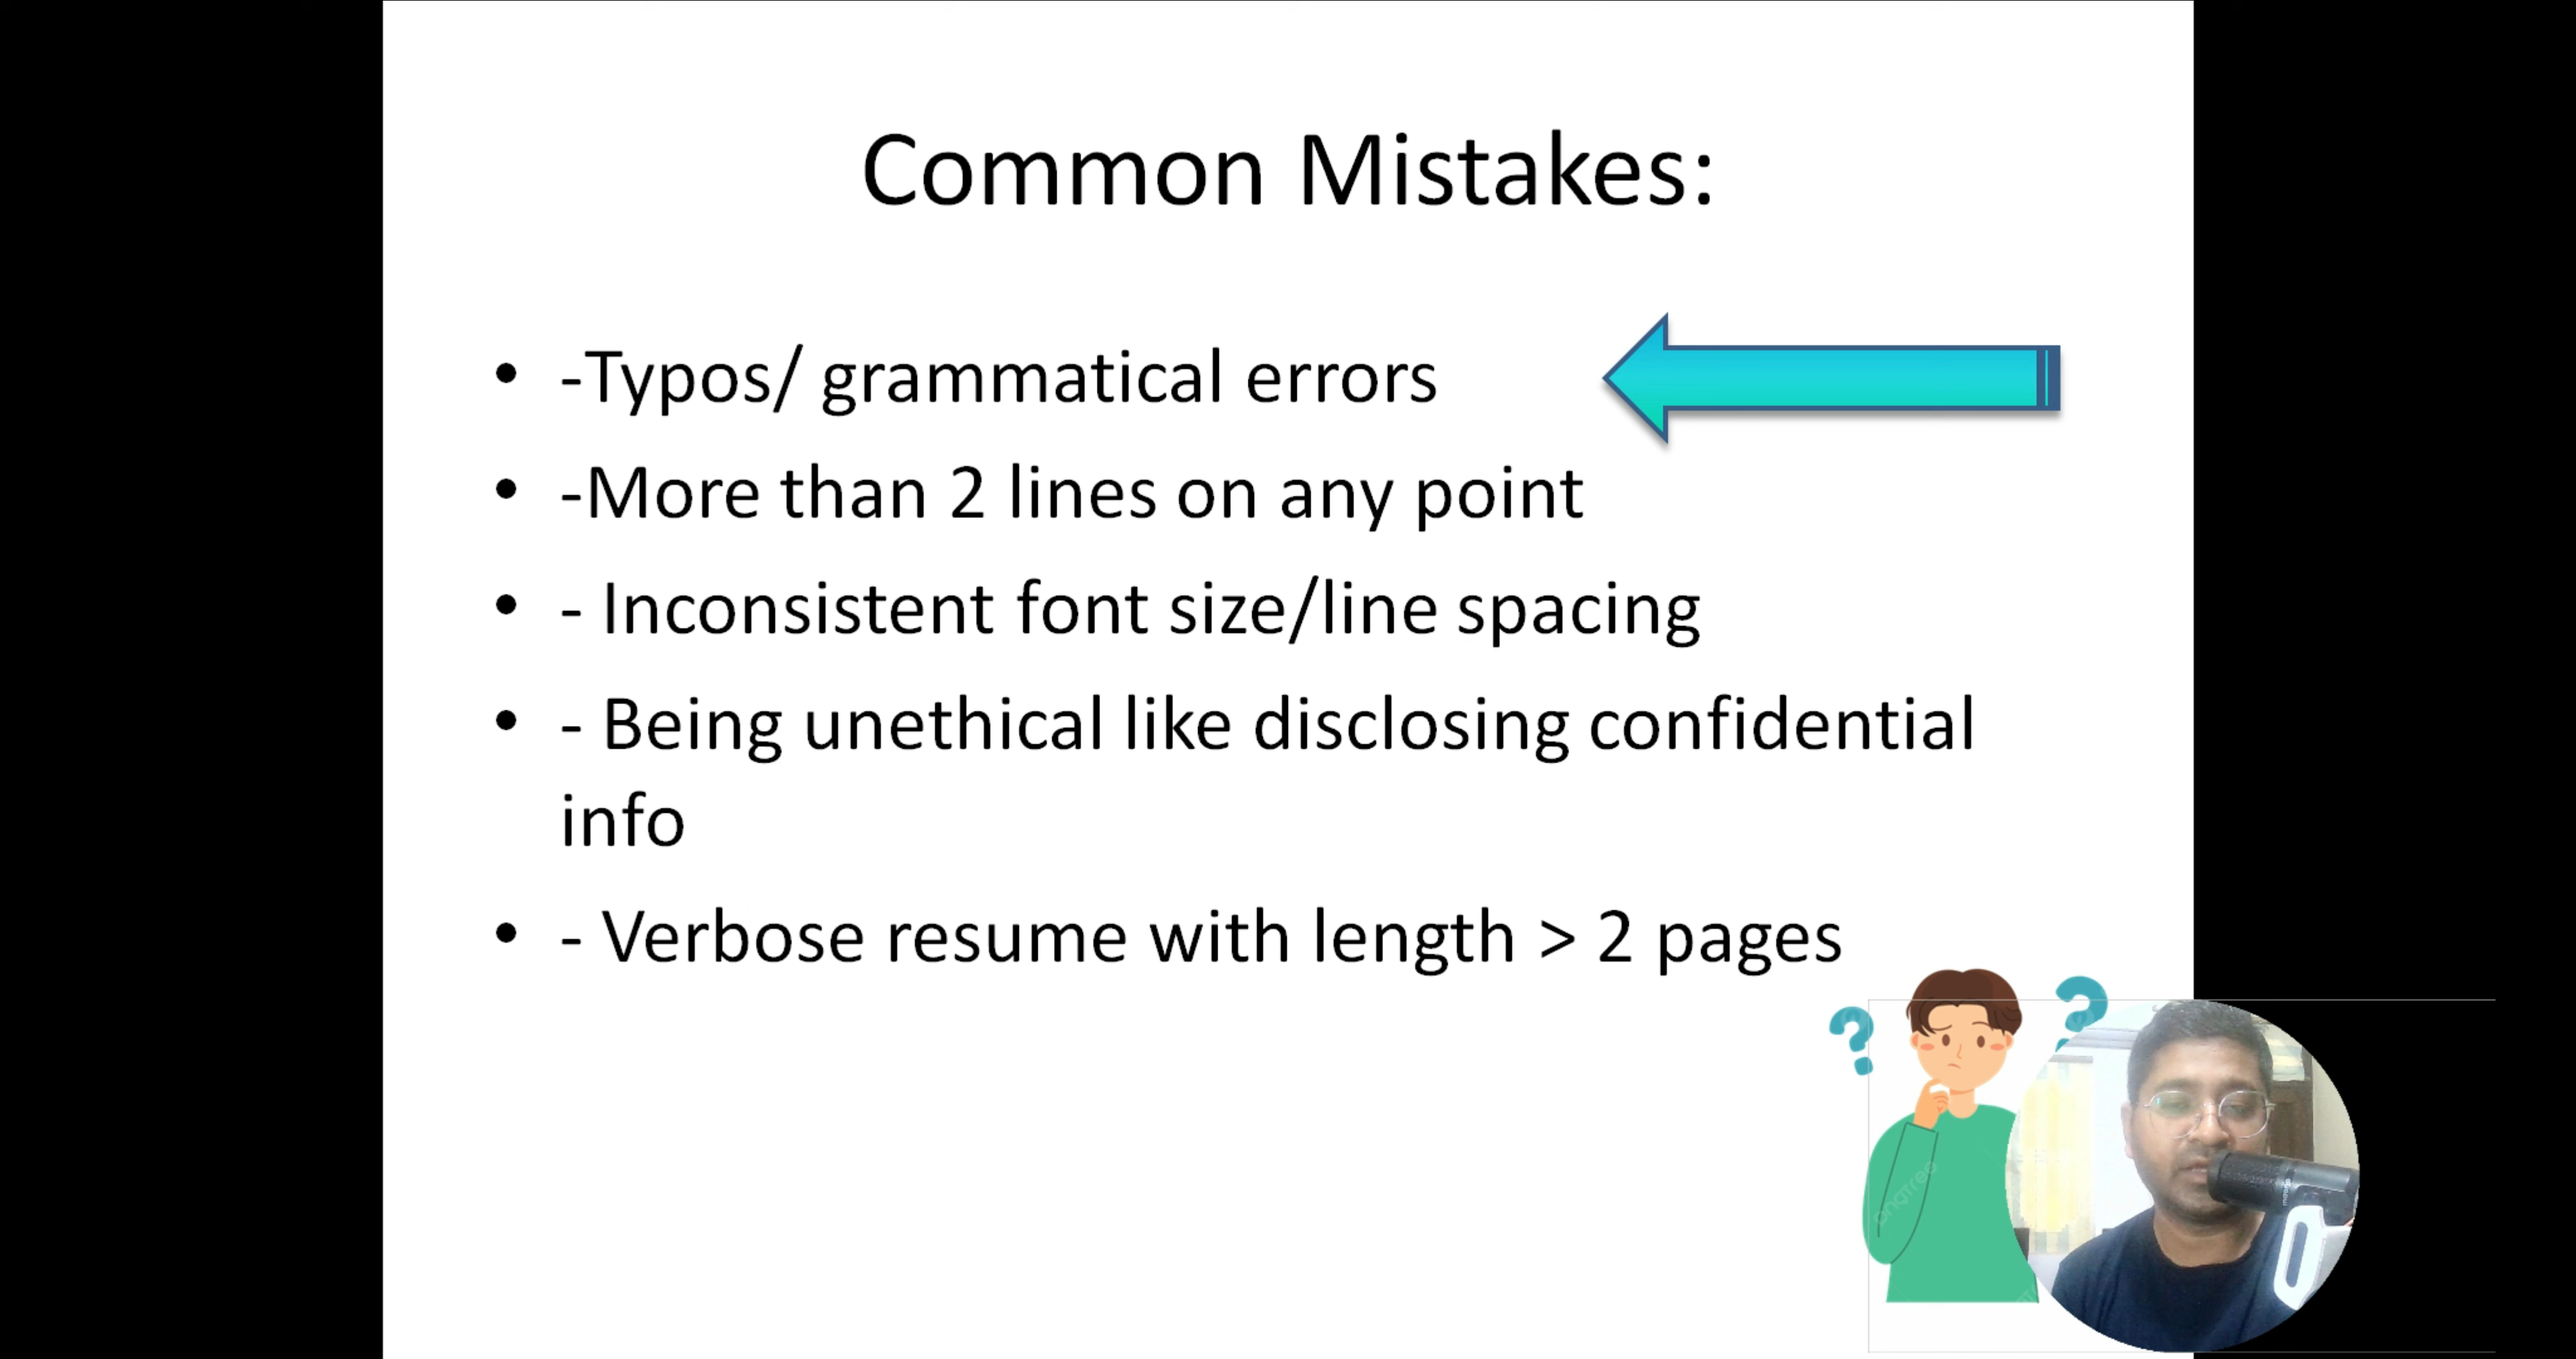 Common Mistakes:
• -Typos/ grammatical errors
• -More than 2 lines on any point
• - Inconsistent font size/line spacing
• - Being unethical like disclosing confidential
info
• - Verbose resume with length > 2 pages
? ?
pngtree